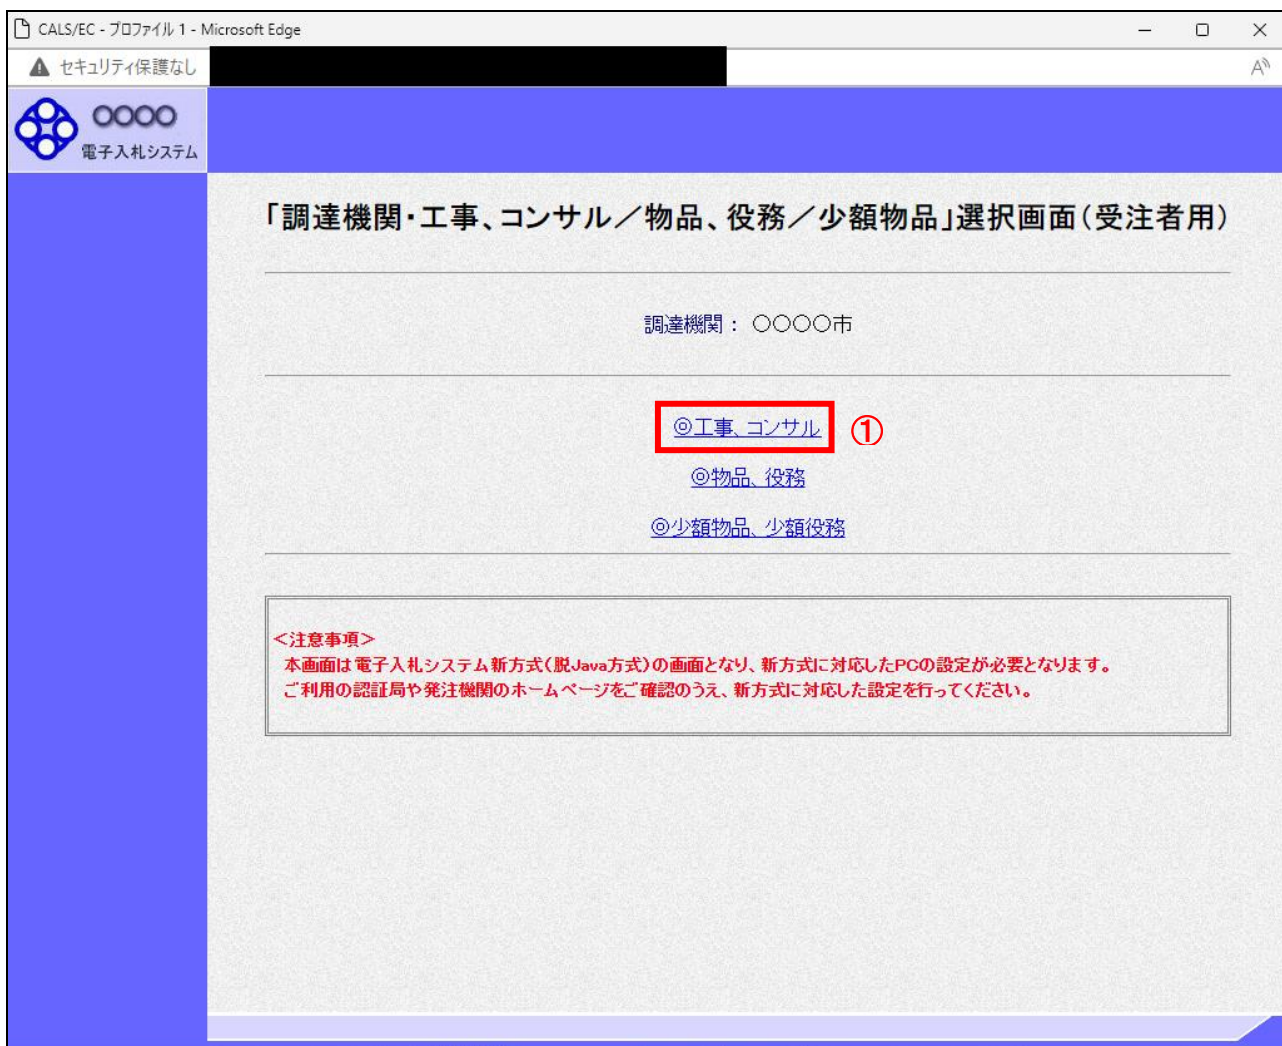 CALS/EC - プロファイル 1 - Microsoft Edge
セキュリティ保護なし
A
〇〇〇〇
電子入札システム
「調達機関・工事、コンサル／物品、役務／少額物品」選択画面（受注者用）
調達機関： 〇〇〇〇市
◎工事、コンサル ①
◎物品、役務
◎少額物品、少額役務
＜注意事項＞
本画面は電子入札システム新方式（脱Java方式）の画面となり、新方式に対応したPCの設定が必要となります。
ご利用の認証局や発注機関のホームページをご確認のうえ、新方式に対応した設定を行ってください。